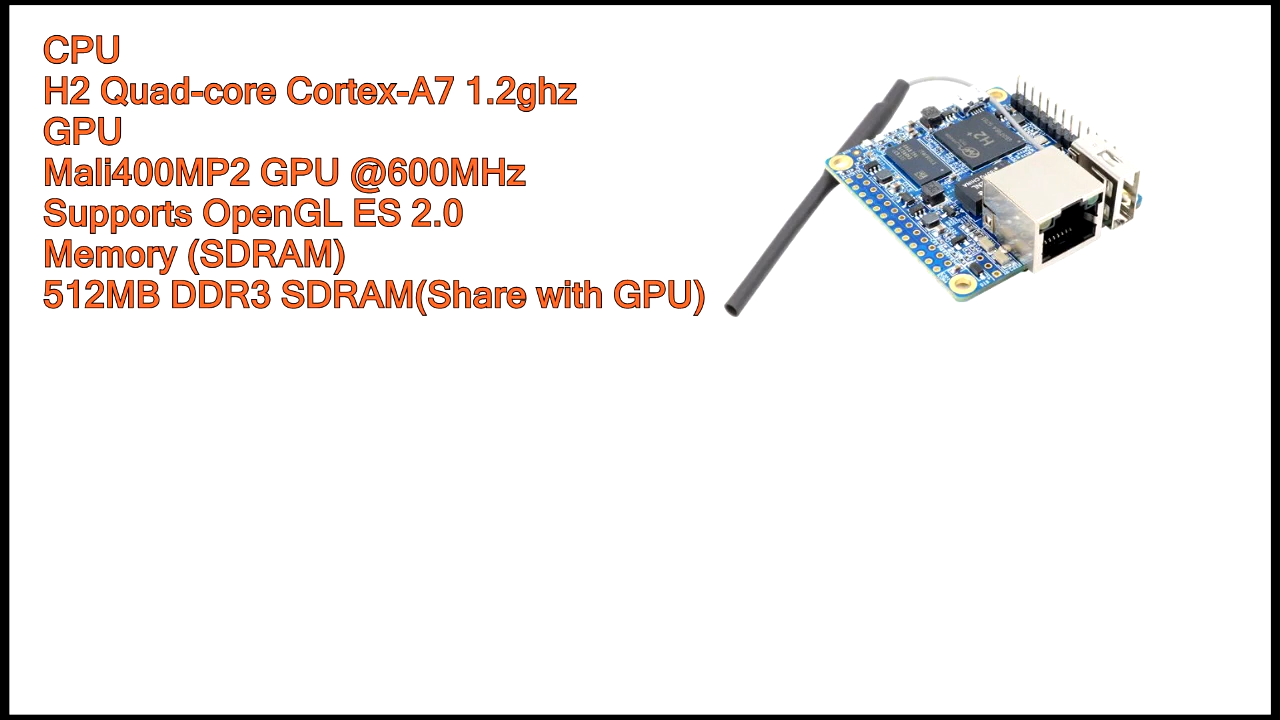 CPU
H2 Quad-core Cortex-A7 1.2ghz
GPU
Mali400MP2 GPU @600MHz
Supports OpenGL ES 2.0
Memory (SDRAM)
512MB DDR3 SDRAM(Share with GPU)
H2+